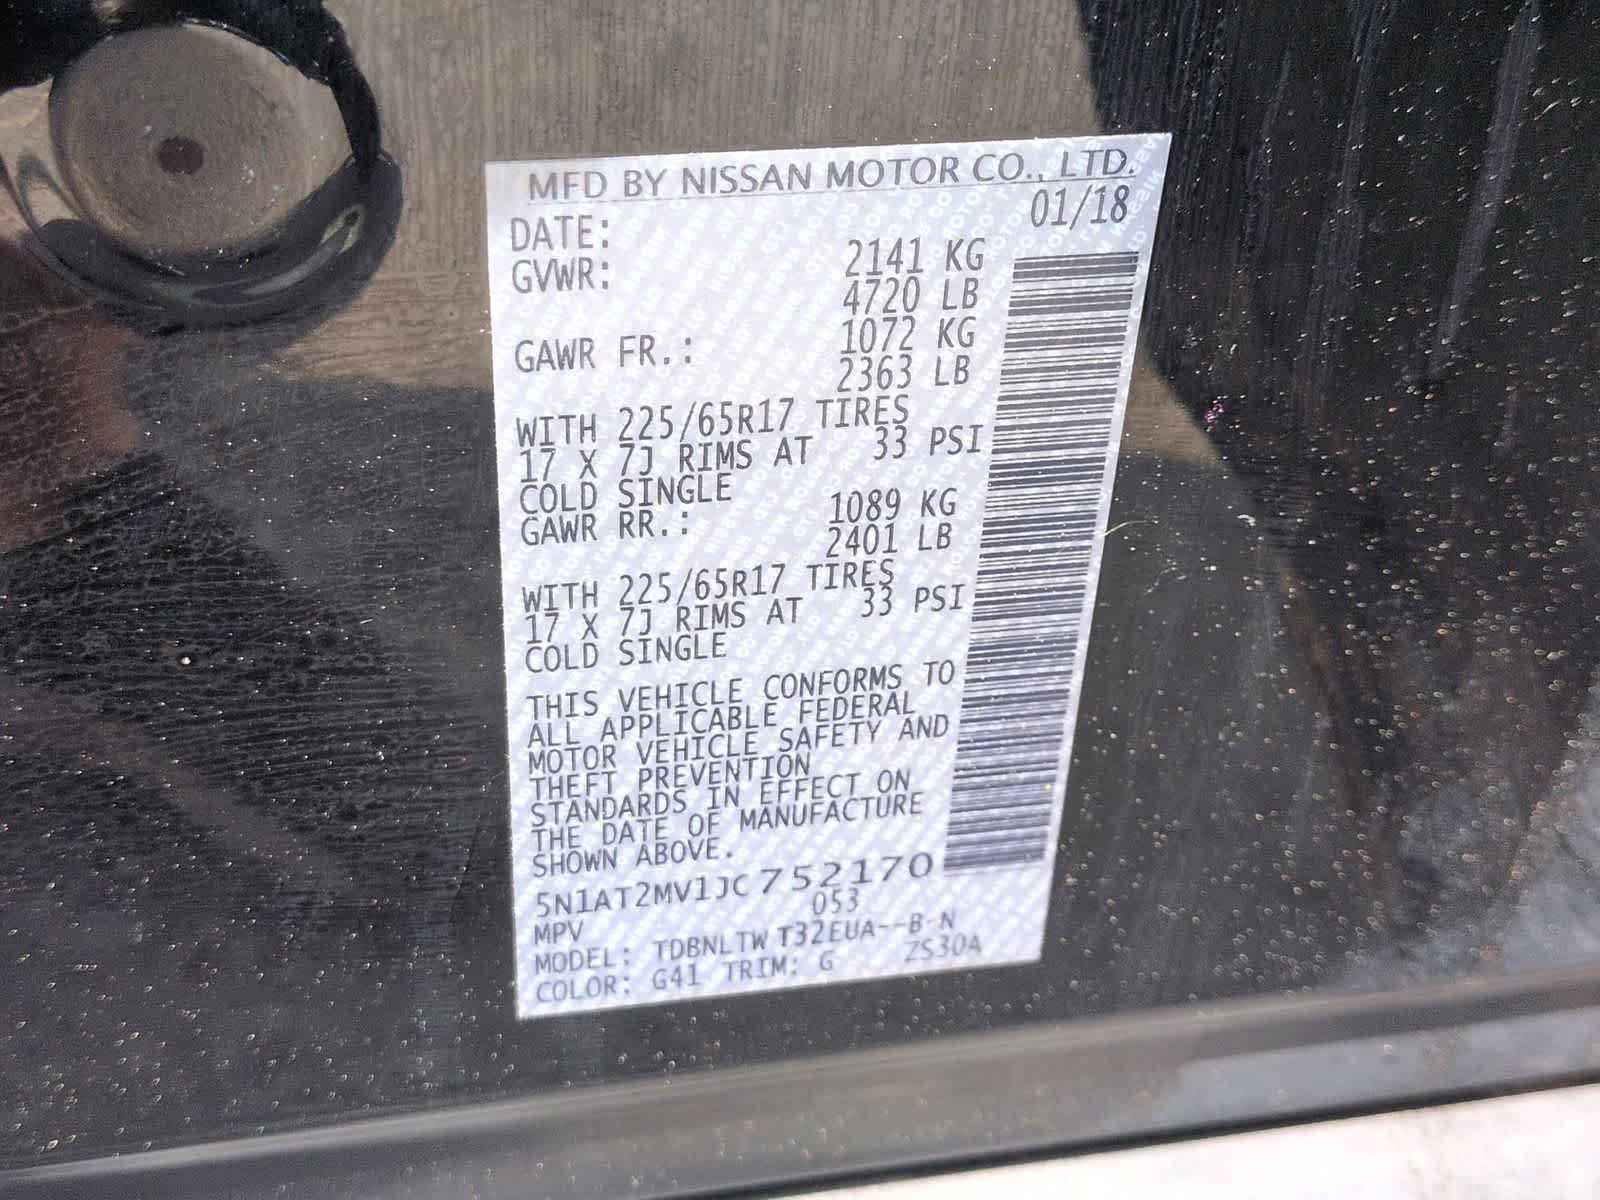 MFD BY NISSAN MOTOR CO., LTD.
DATE: 01/18
GVWR: 2141 KG
4720 LB
GAWR FR.: 1072 KG
2363 LB
WITH 225/65R17 TIRES
17 X 7J RIMS AT 33 PSI
COLD SINGLE
GAWR RR.: 1089 KG
2401 LB
WITH 225/65R17 TIRES
17 X 7J RIMS AT 33 PSI
COLD SINGLE
THIS VEHICLE CONFORMS TO
ALL APPLICABLE FEDERAL
MOTOR VEHICLE SAFETY AND
THEFT PREVENTION
STANDARDS IN EFFECT ON
THE DATE OF MANUFACTURE
SHOWN ABOVE.
5N1AT2MV1JC752170
MPV 053
MODEL: TDBNLTWT32EUA--B-N
COLOR: G41 TRIM: G ZS30A